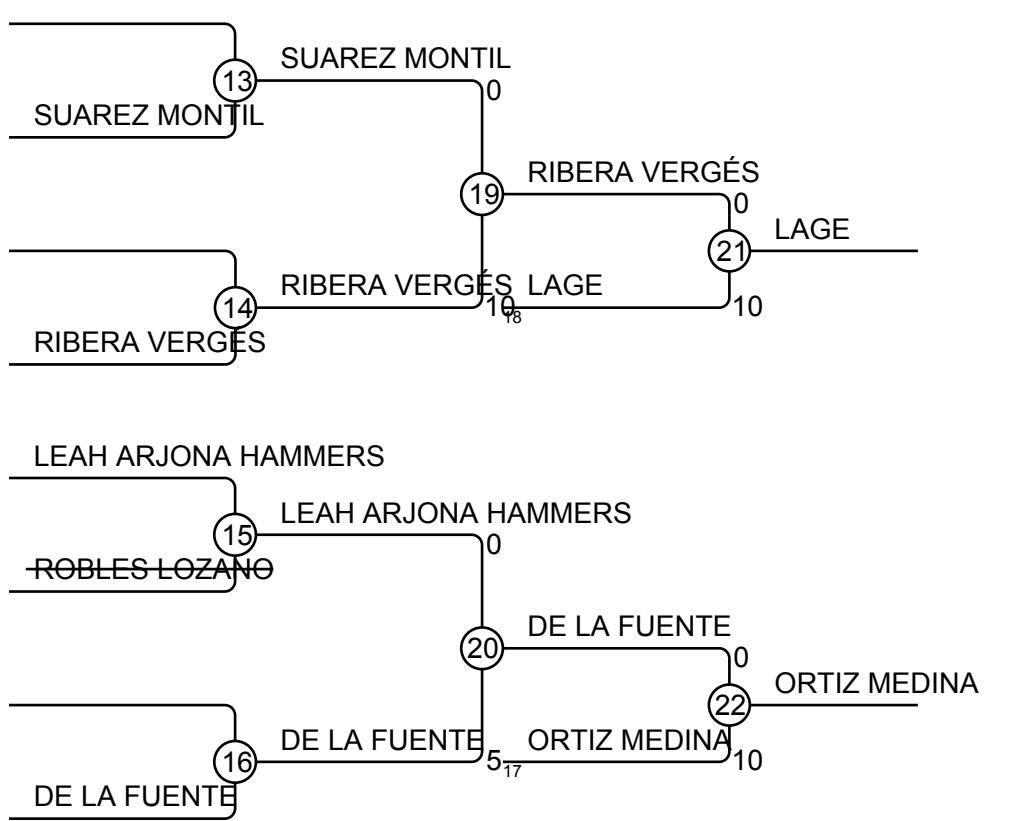 SUAREZ MONTIL
13
0
SUAREZ MONTIL
RIBERA VERGÉS
19
0
LAGE
21
RIBERA VERGÉS
LAGE
14
10
18
10
RIBERA VERGÉS
LEAH ARJONA HAMMERS
LEAH ARJONA HAMMERS
15
0
ROBLES LOZANO
DE LA FUENTE
20
0
ORTIZ MEDINA
22
DE LA FUENTE
ORTIZ MEDINA
16
5
17
10
DE LA FUENTE